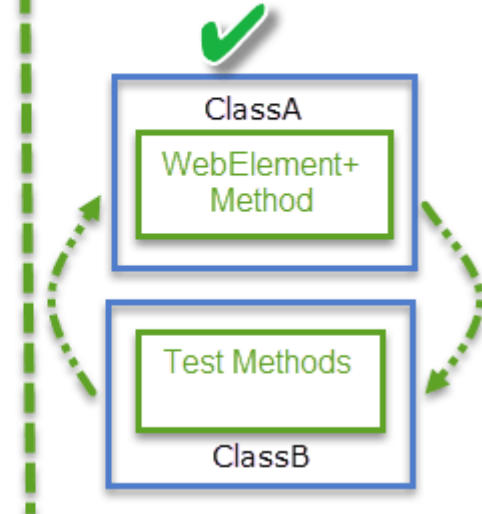 ClassA
WebElement+
Method
Test Methods
ClassB